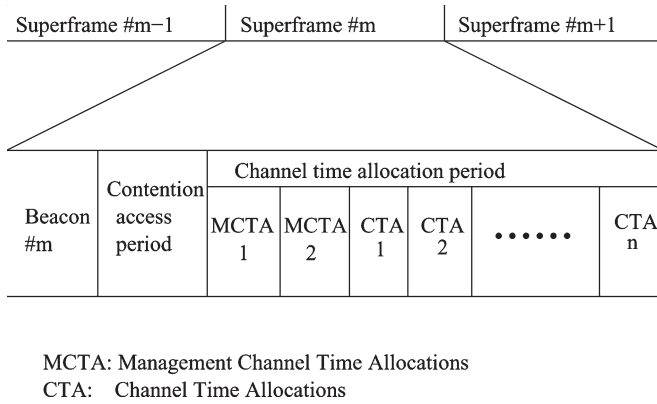 Superframe #m−1 Superframe #m Superframe #m+1
Channel time allocation period
Beacon #m
Contention access period
MCTA 1
MCTA 2
CTA 1
CTA 2
••••••
CTA n
MCTA: Management Channel Time Allocations
CTA: Channel Time Allocations